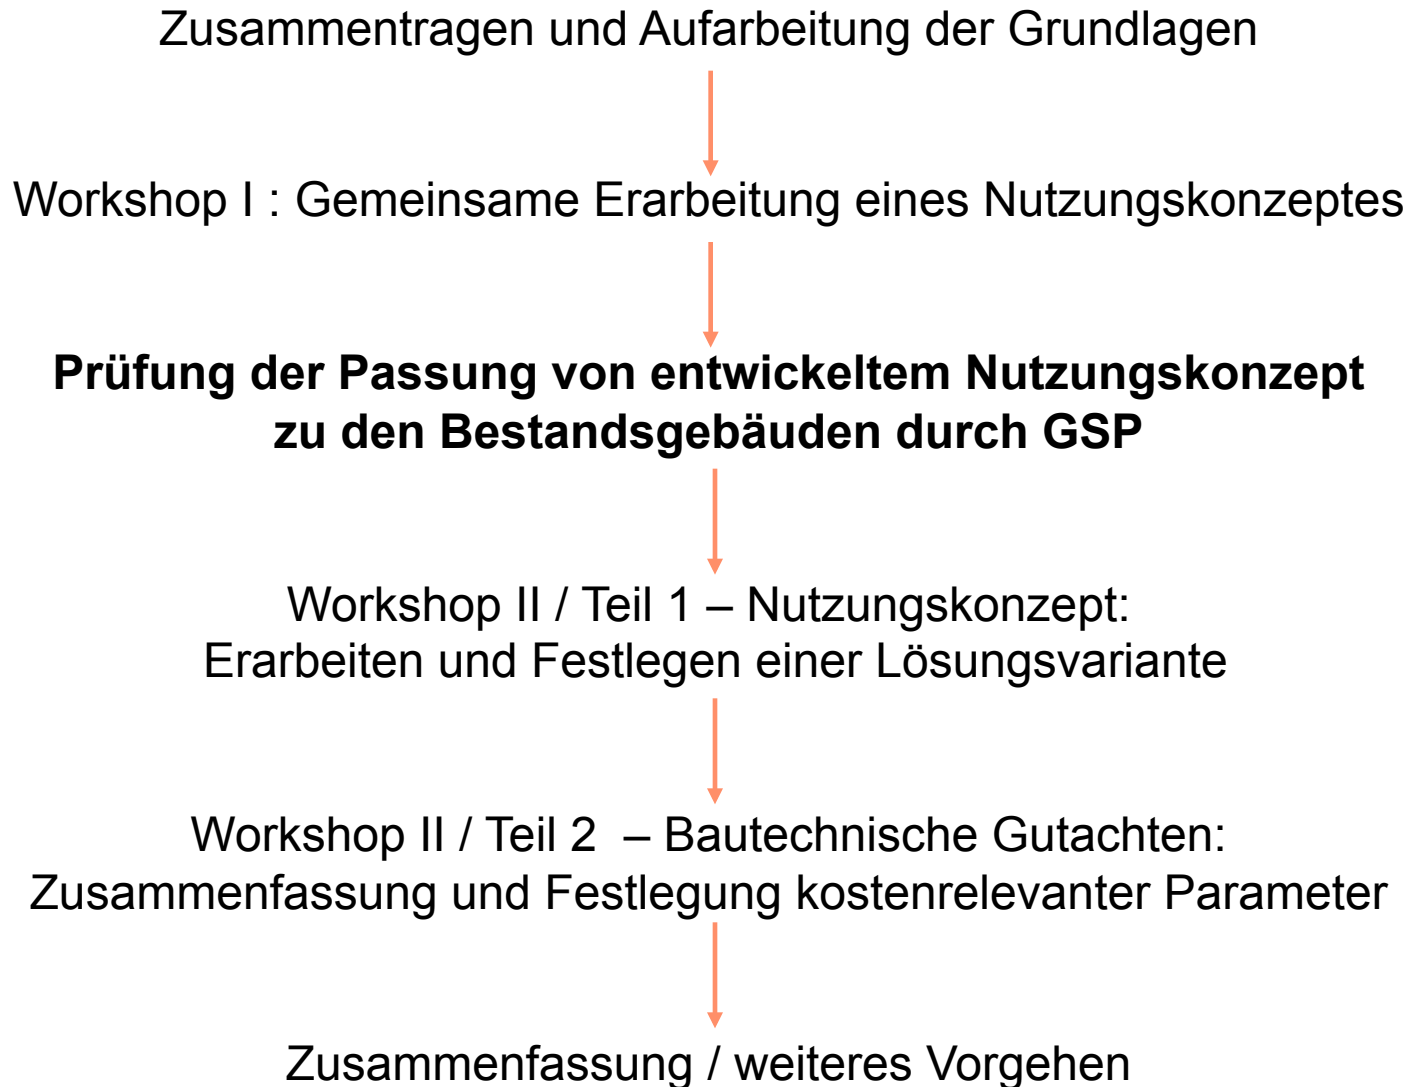 Zusammentragen und Aufarbeitung der Grundlagen
Workshop I : Gemeinsame Erarbeitung eines Nutzungskonzeptes
Prüfung der Passung von entwickeltem Nutzungskonzept
zu den Bestandsgebäuden durch GSP
Workshop II / Teil 1 – Nutzungskonzept:
Erarbeiten und Festlegen einer Lösungsvariante
Workshop II / Teil 2 – Bautechnische Gutachten:
Zusammenfassung und Festlegung kostenrelevanter Parameter
Zusammenfassung / weiteres Vorgehen